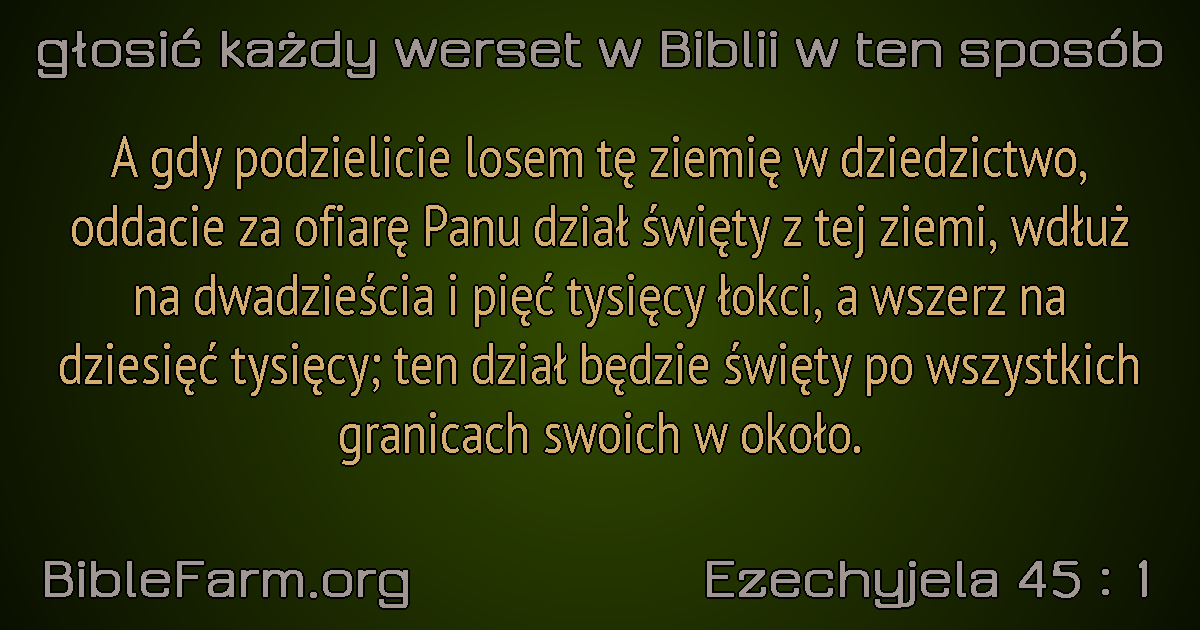 głosić każdy werset w Biblii w ten sposób
A gdy podzielicie losem tę ziemię w dziedzictwo,
oddacie za ofiarę Panu dział święty z tej ziemi, wdłuż
na dwadzieścia i pięć tysięcy łokci, a wszerz na
dziesięć tysięcy; ten dział będzie święty po wszystkich
granicach swoich w około.
BibleFarm.org
Ezechyjela 45 : 1